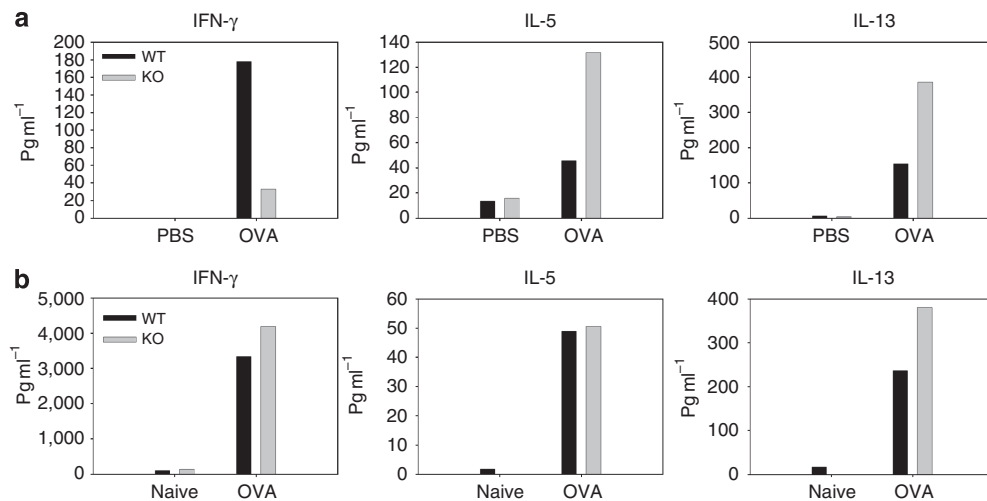 a
IFN-γ
IL-5
IL-13
Pg ml⁻¹
200
180
160
140
120
100
80
60
40
20
0
WT
KO
PBS
OVA
Pg ml⁻¹
140
120
100
80
60
40
20
0
PBS
OVA
Pg ml⁻¹
500
400
300
200
100
0
PBS
OVA
b
IFN-γ
IL-5
IL-13
Pg ml⁻¹
5,000
4,000
3,000
2,000
1,000
0
WT
KO
Naive
OVA
Pg ml⁻¹
60
50
40
30
20
10
0
Naive
OVA
Pg ml⁻¹
400
300
200
100
0
Naive
OVA